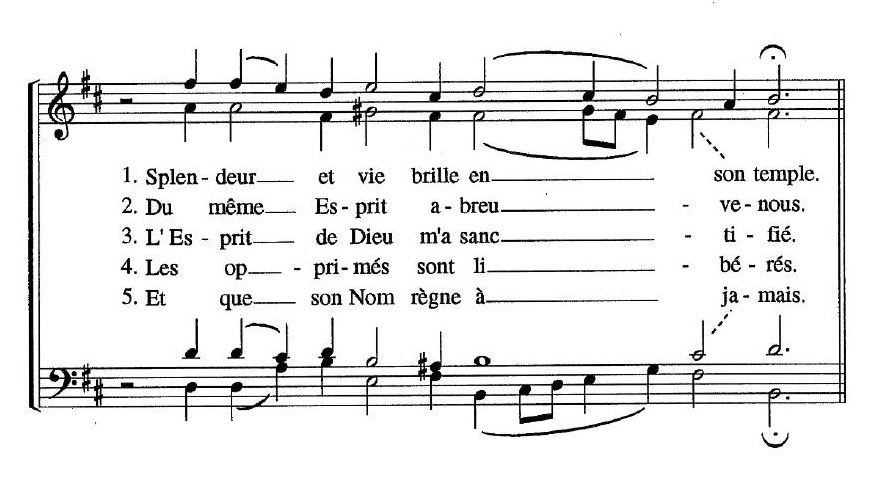 1. Splen - deur et vie brille en son temple.
2. Du même Es - prit a - breu - ve - nous.
3. L'Es - prit de Dieu m'a sanc - ti - fié.
4. Les op - pri - més sont li - bé - rés.
5. Et que son Nom règne à ja - mais.